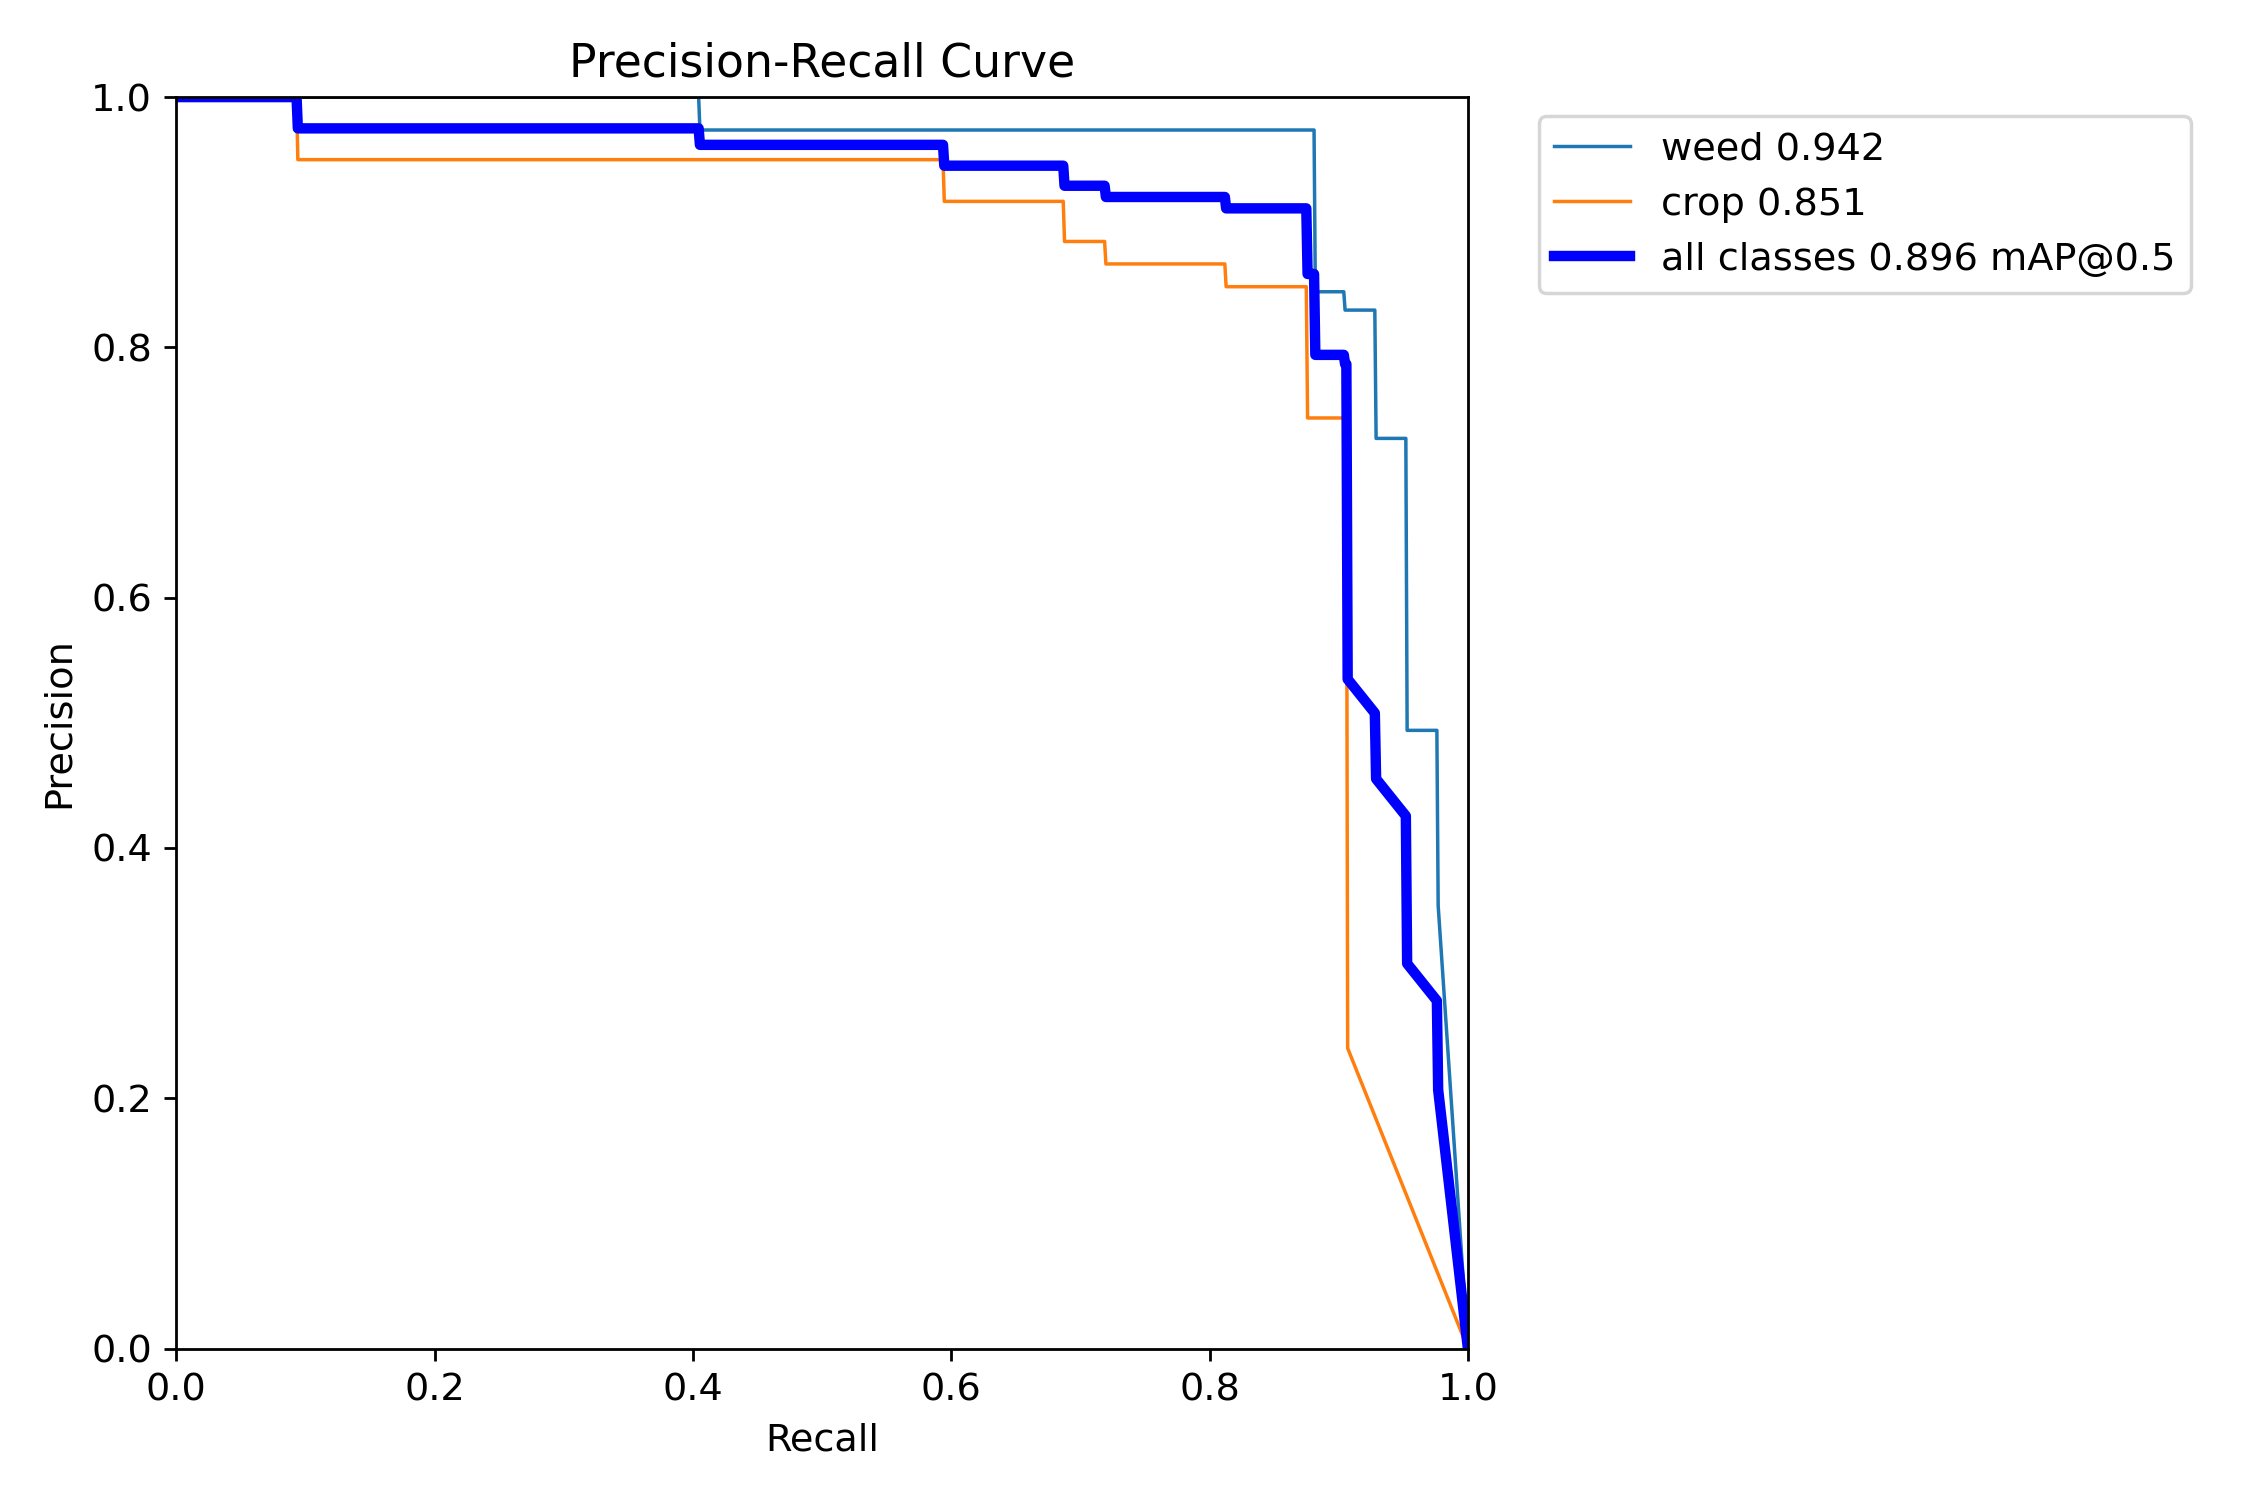 Precision-Recall Curve
1.0
0.8
0.6
0.4
0.2
0.0
Precision
0.0 0.2 0.4 0.6 0.8 1.0
Recall
weed 0.942
crop 0.851
all classes 0.896 mAP@0.5